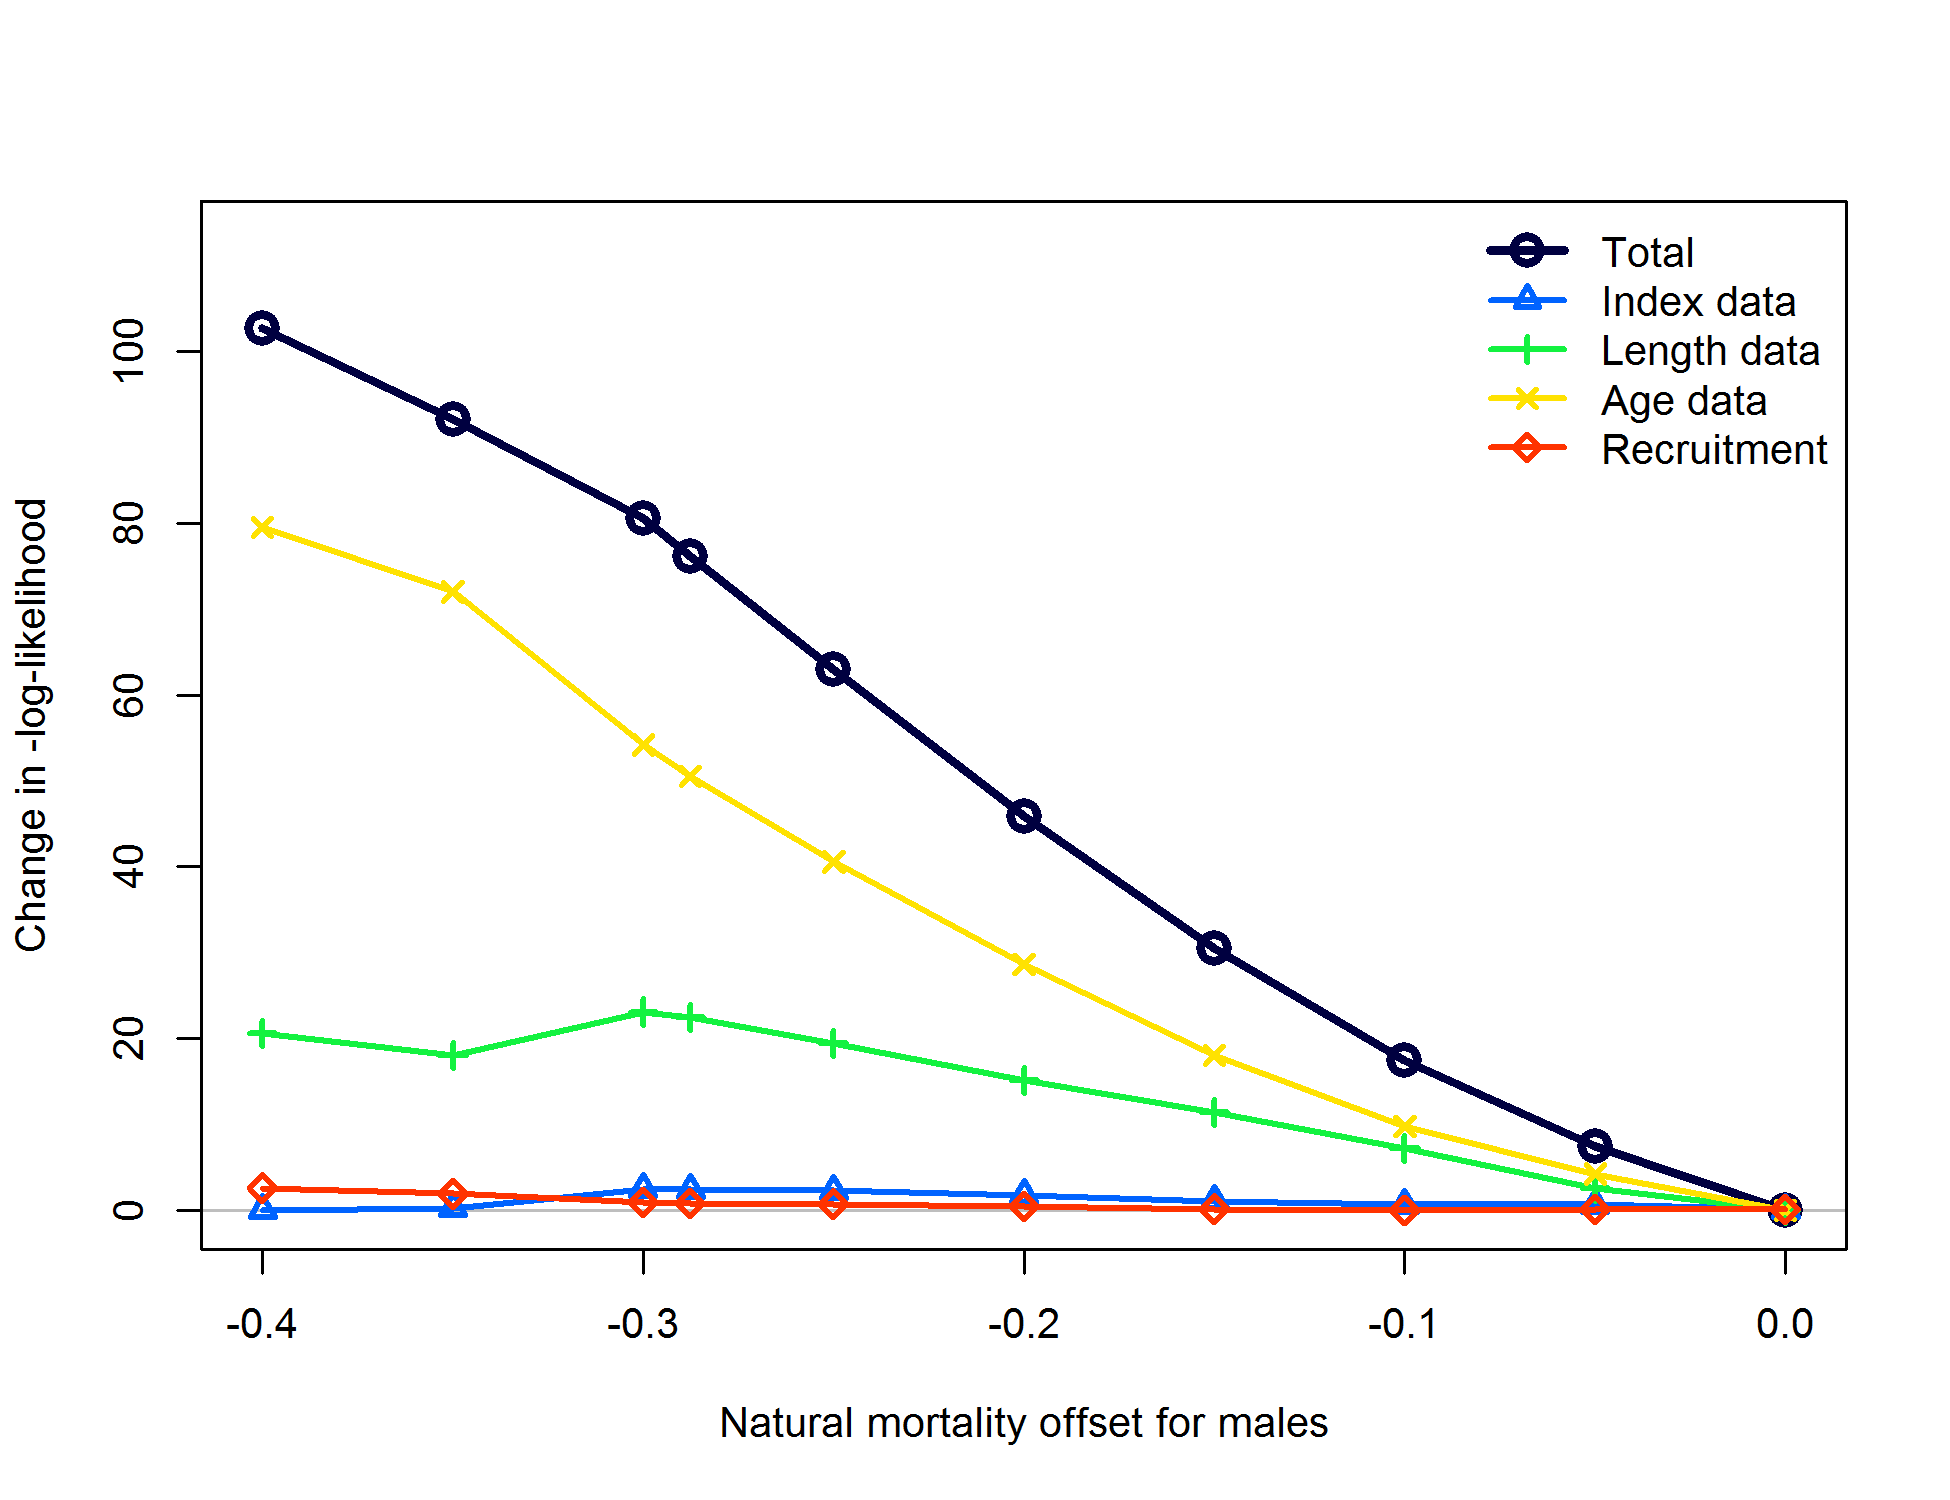 Total
Index data
Length data
Age data
Recruitment
Change in -log-likelihood
100
80
60
40
20
0
-0.4 -0.3 -0.2 -0.1 0.0
Natural mortality offset for males